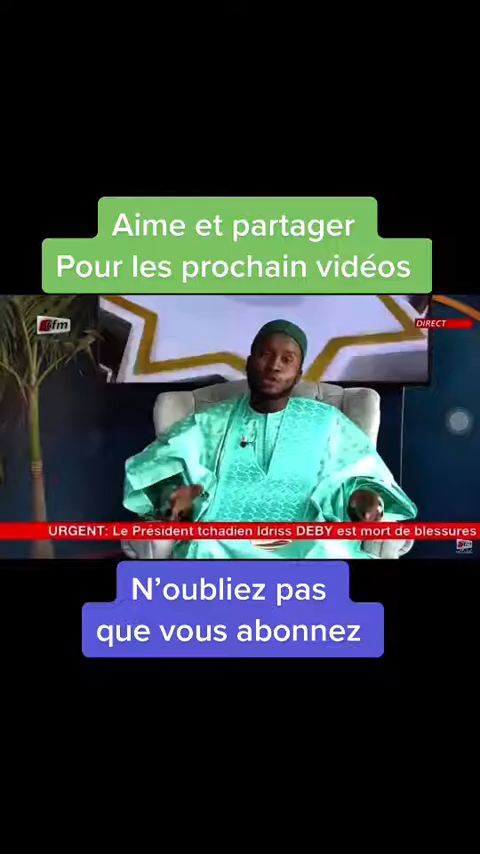 Aime et partager
Pour les prochain vidéos
tfm
DIRECT
URGENT: Le Président tchadien Idriss DEBY est mort de blessures
N’oubliez pas
que vous abonnez